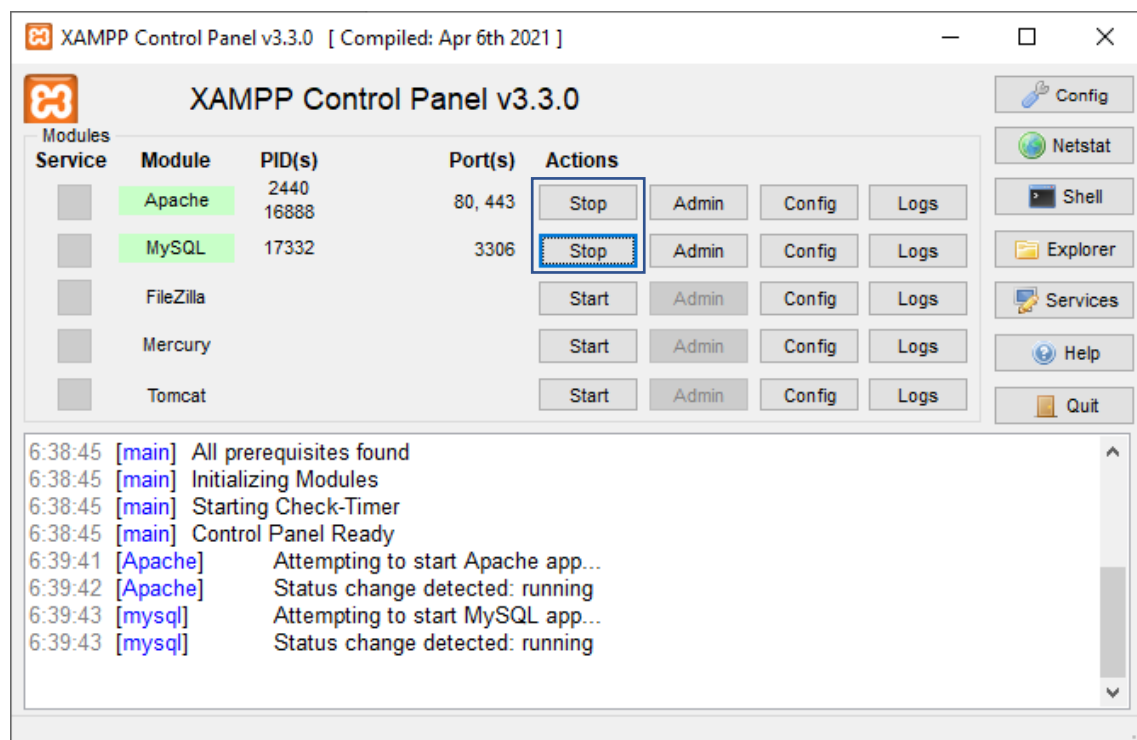 XAMPP Control Panel v3.3.0 [ Compiled: Apr 6th 2021 ]
XAMPP Control Panel v3.3.0
Config
Modules
Service Module PID(s) Port(s) Actions
Netstat
Apache 2440 16888 80, 443 Stop Admin Config Logs
Shell
MySQL 17332 3306 Stop Admin Config Logs
Explorer
FileZilla Start Admin Config Logs
Services
Mercury Start Admin Config Logs
Help
Tomcat Start Admin Config Logs
Quit
6:38:45 [main] All prerequisites found
6:38:45 [main] Initializing Modules
6:38:45 [main] Starting Check-Timer
6:38:45 [main] Control Panel Ready
6:39:41 [Apache] Attempting to start Apache app...
6:39:42 [Apache] Status change detected: running
6:39:43 [mysql] Attempting to start MySQL app...
6:39:43 [mysql] Status change detected: running